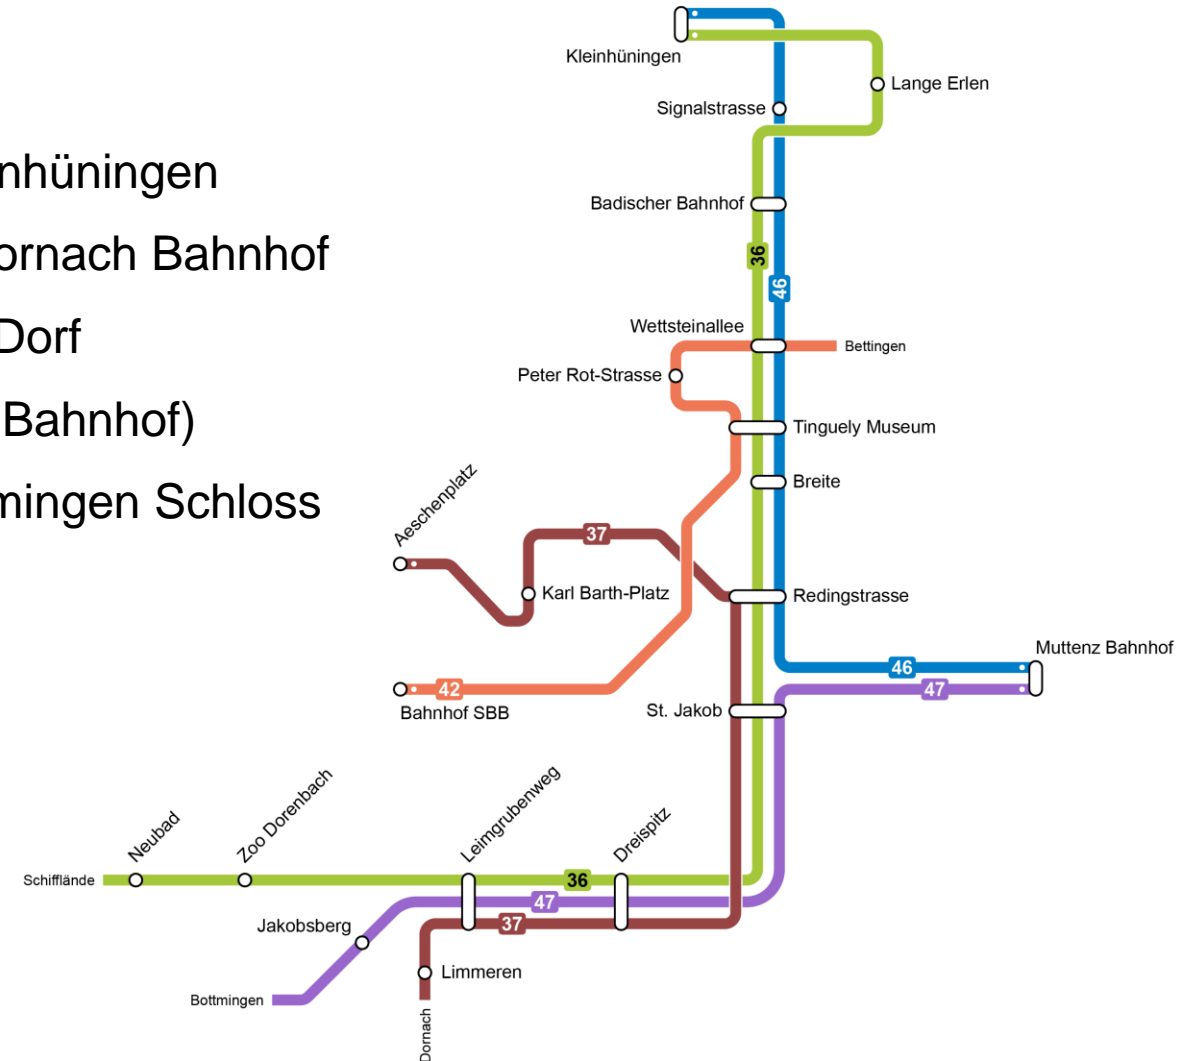 nhüningen
ornach Bahnhof
Dorf
Bahnhof)
mingen Schloss
Kleinhüningen
Lange Erlen
Signalstrasse
Badischer Bahnhof
36
46
Wettsteinallee
Bettingen
Peter Rot-Strasse
Tinguely Museum
Breite
Aeschenplatz
37
Karl Barth-Platz
Redingstrasse
Muttenz Bahnhof
46
42
47
Bahnhof SBB
St. Jakob
Neubad
Zoo Dorenbach
Leimgrubenweg
Dreispitz
Schifflände
36
47
37
Jakobsberg
Limmeren
Bottmingen
Dornach